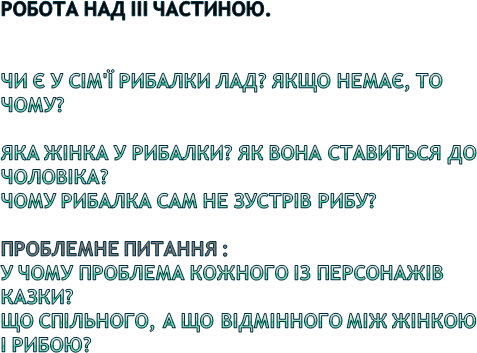 РОБОТА НАД ІІІ ЧАСТИНОЮ.
ЧИ Є У СІМ'Ї РИБАЛКИ ЛАД? ЯКЩО НЕМАЄ, ТО
ЧОМУ?
ЯКА ЖІНКА У РИБАЛКИ? ЯК ВОНА СТАВИТЬСЯ ДО
ЧОЛОВІКА?
ЧОМУ РИБАЛКА САМ НЕ ЗУСТРІВ РИБУ?
ПРОБЛЕМНЕ ПИТАННЯ :
У ЧОМУ ПРОБЛЕМА КОЖНОГО ІЗ ПЕРСОНАЖІВ
КАЗКИ?
ЩО СПІЛЬНОГО, А ЩО ВІДМІННОГО МІЖ ЖІНКОЮ
І РИБОЮ?